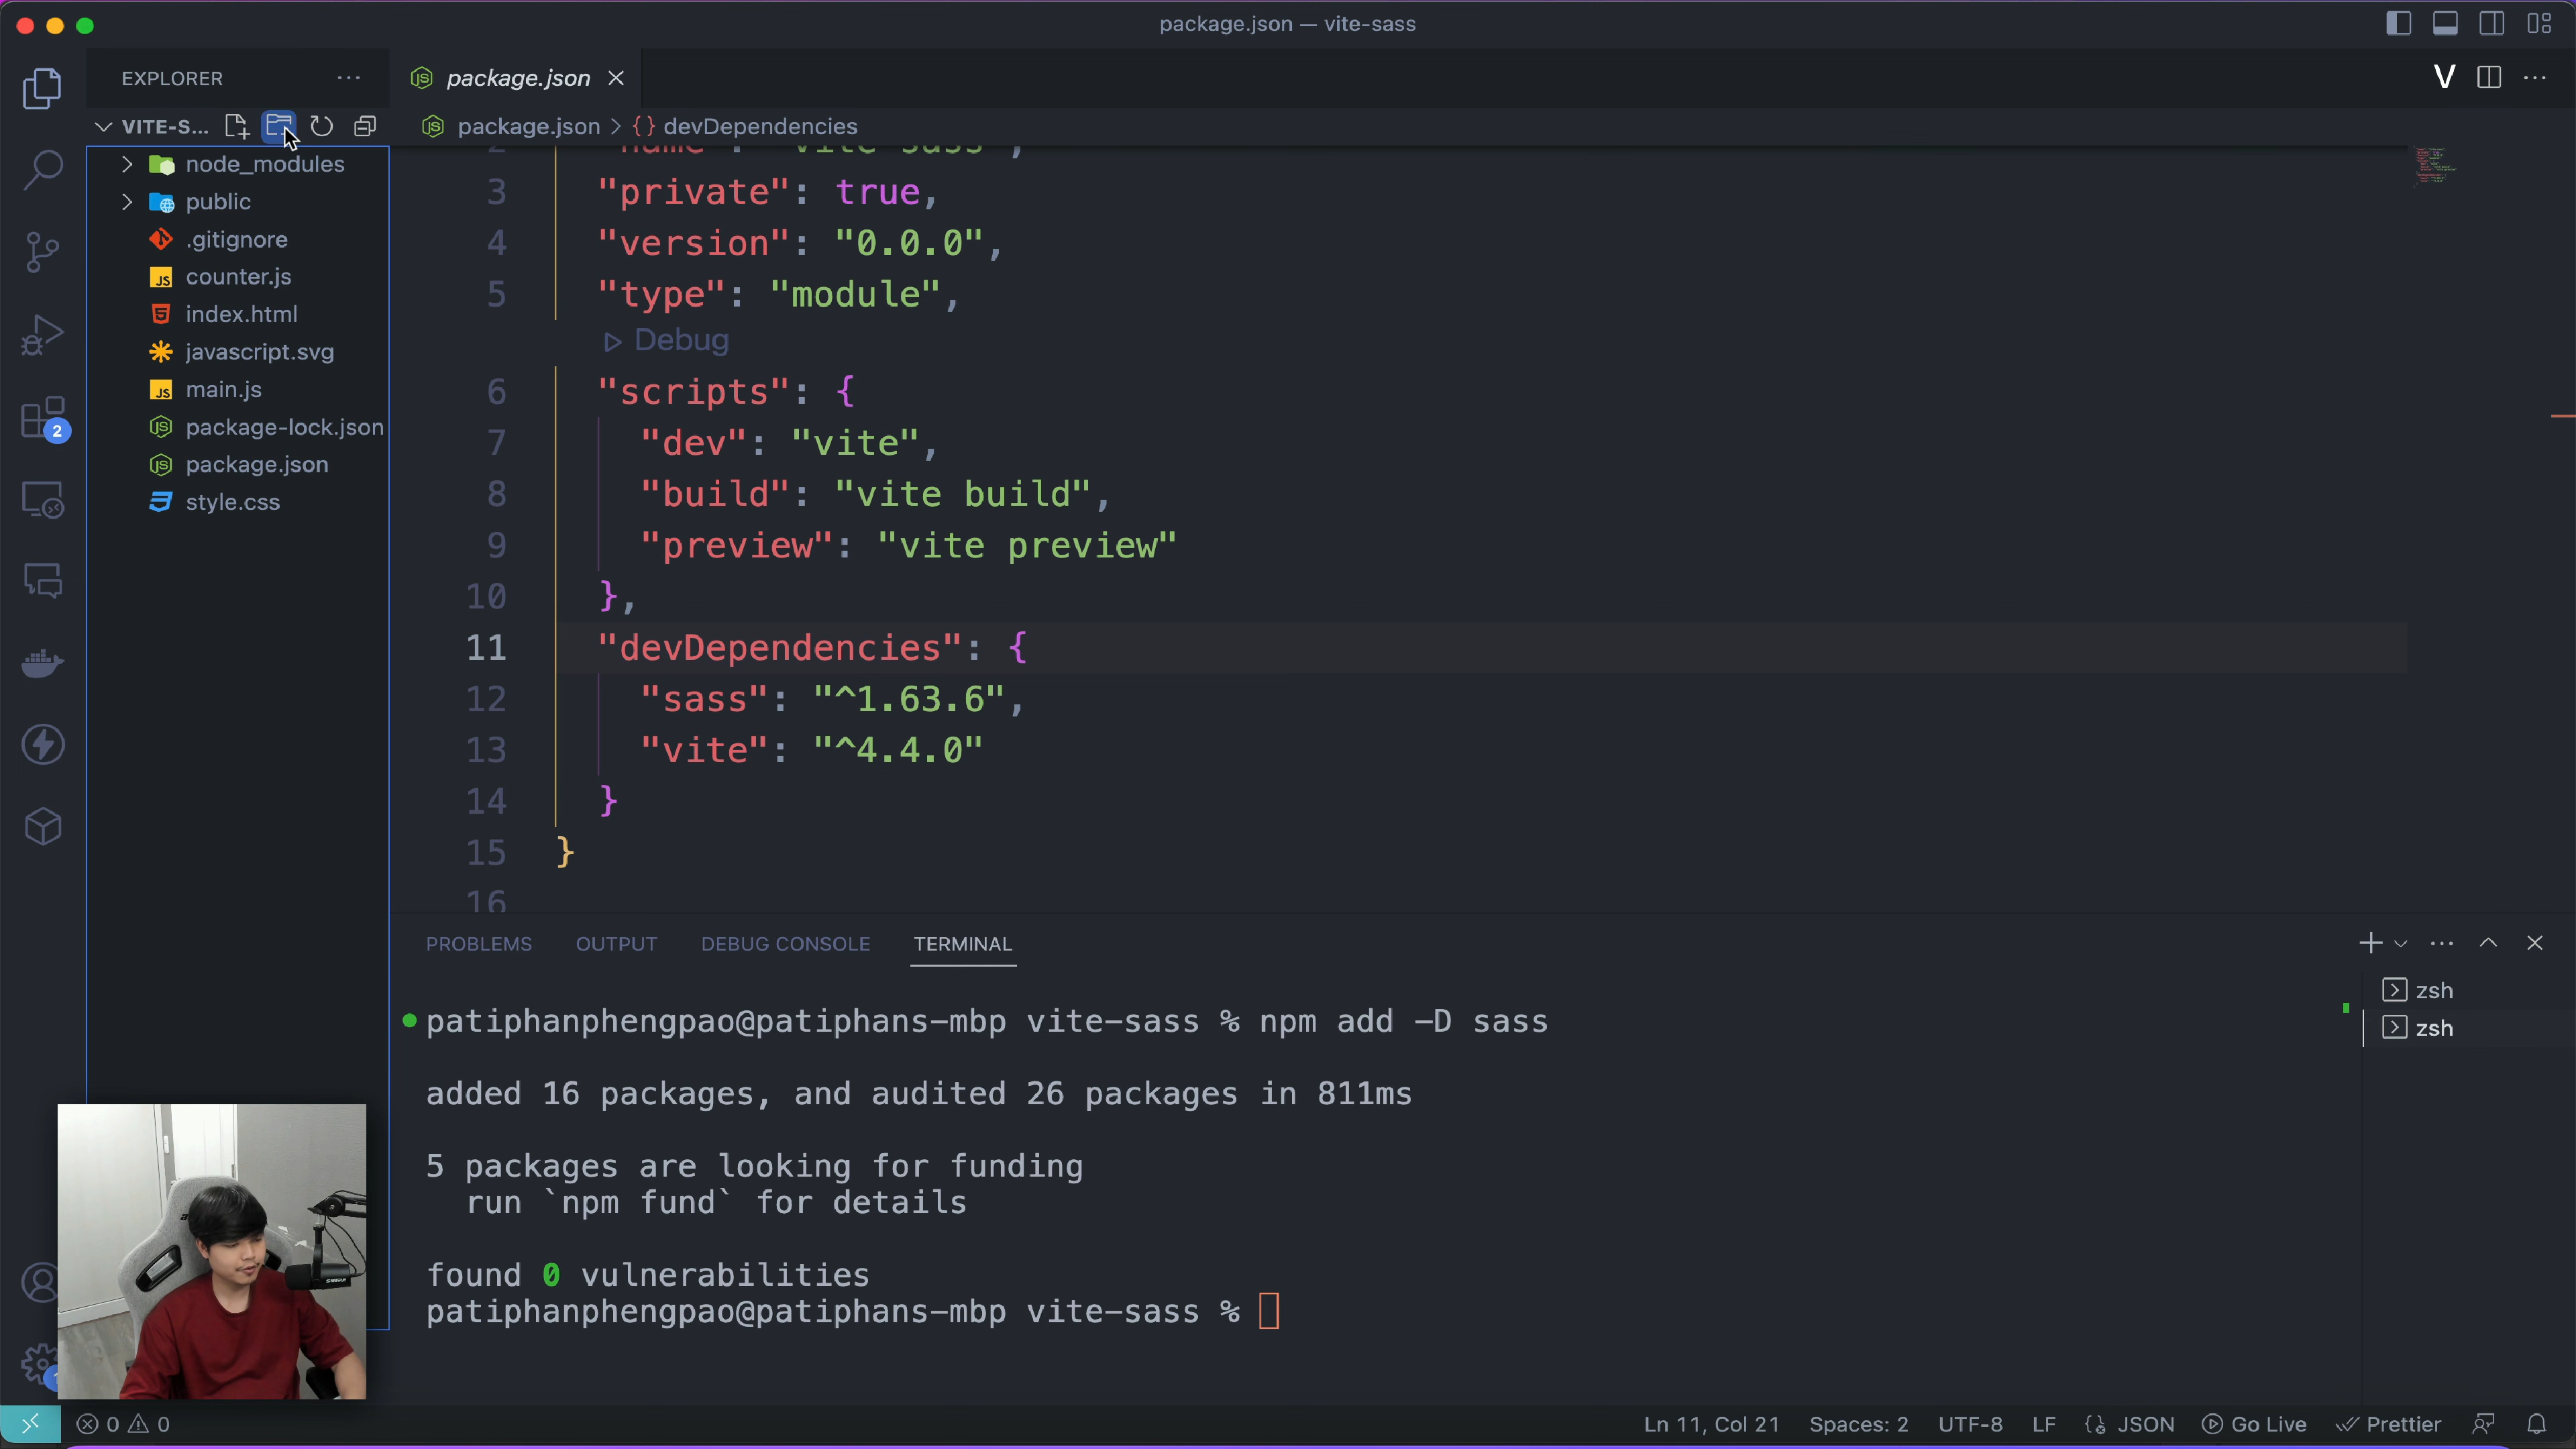 package.json — vite-sass
EXPLORER
package.json
VITE-S...
package.json > {} devDependencies
node_modules
public
.gitignore
counter.js
index.html
javascript.svg
main.js
package-lock.json
package.json
style.css
2 "name": "vite-sass",
3 "private": true,
4 "version": "0.0.0",
5 "type": "module",
Debug
6 "scripts": {
7 "dev": "vite",
8 "build": "vite build",
9 "preview": "vite preview"
10 },
11 "devDependencies": {
12 "sass": "^1.63.6",
13 "vite": "^4.4.0"
14 }
15 }
16
2
PROBLEMS
OUTPUT
DEBUG CONSOLE
TERMINAL
zsh
zsh
patiphanphengpao@patiphans-mbp vite-sass % npm add -D sass
added 16 packages, and audited 26 packages in 811ms
5 packages are looking for funding
run `npm fund` for details
found 0 vulnerabilities
patiphanphengpao@patiphans-mbp vite-sass %
0 0
Ln 11, Col 21
Spaces: 2
UTF-8
LF
JSON
Go Live
Prettier